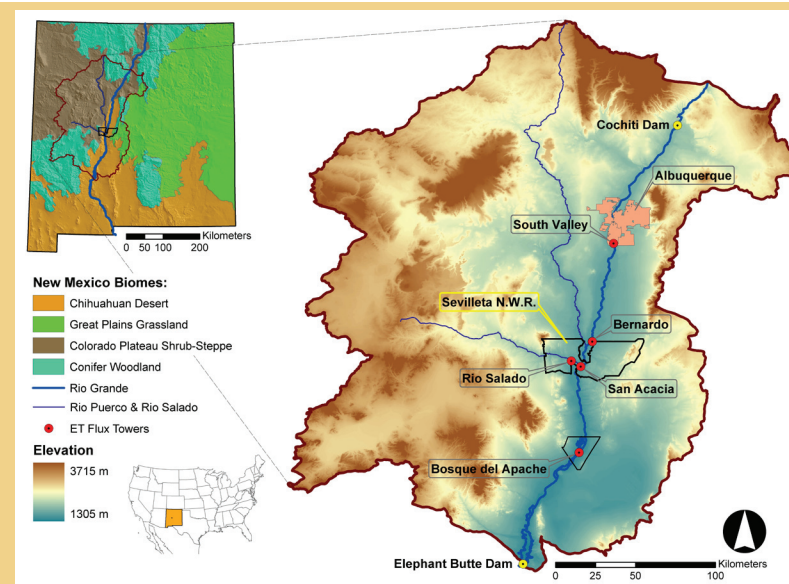 Kilometers
0 50 100 200
New Mexico Biomes:
Chihuahuan Desert
Great Plains Grassland
Colorado Plateau Shrub-Steppe
Conifer Woodland
Rio Grande
Rio Puerco & Rio Salado
ET Flux Towers
Elevation
3715 m
1305 m
Cochiti Dam
Albuquerque
South Valley
Sevilleta N.W.R.
Bernardo
Rio Salado
San Acacia
Bosque del Apache
Elephant Butte Dam
Kilometers
0 25 50 100